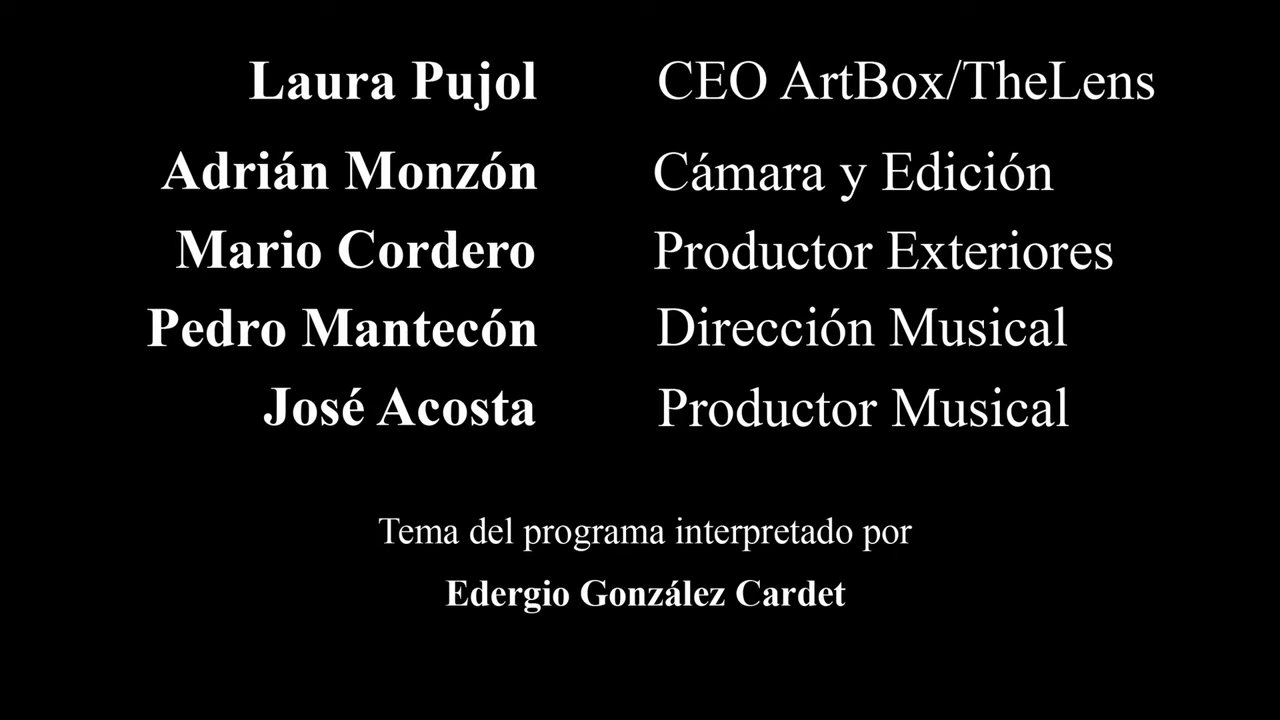 Laura Pujol CEO ArtBox/TheLens
Adrián Monzón Cámara y Edición
Mario Cordero Productor Exteriores
Pedro Mantecón Dirección Musical
José Acosta Productor Musical
Tema del programa interpretado por
Edergio González Cardet